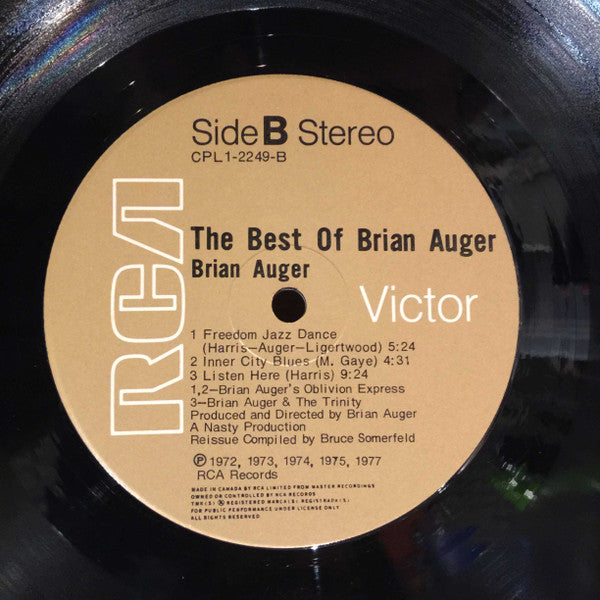 Side B Stereo
CPL1-2249-B
RCA
The Best Of Brian Auger
Brian Auger
Victor
1 Freedom Jazz Dance
(Harris—Auger—Ligertwood) 5:24
2 Inner City Blues (M. Gaye) 4:31
3 Listen Here (Harris) 9:24
1,2—Brian Auger's Oblivion Express
3—Brian Auger & The Trinity
Produced and Directed by Brian Auger
A Nasty Production
Reissue Compiled by Bruce Somerfeld
Ⓟ 1972, 1973, 1974, 1975, 1977
RCA Records
MADE IN CANADA BY RCA LIMITED FROM MASTER RECORDINGS
OWNED OR CONTROLLED BY RCA RECORDS
TMK(S) ® REGISTERED MARCA(S) REGISTRADA(S)
FOR PUBLIC PERFORMANCE UNDER LICENSE ONLY
ALL RIGHTS RESERVED